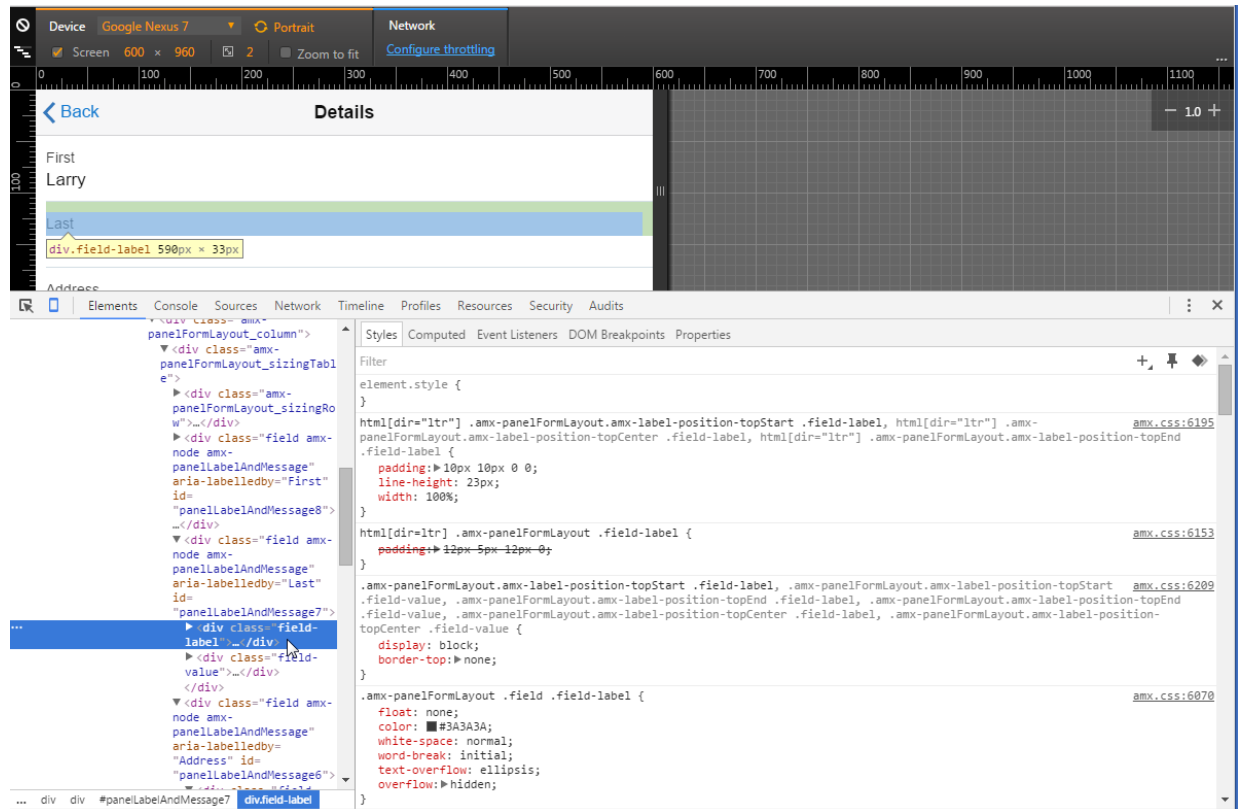 Device Google Nexus 7 ▼ Portrait Network
Screen 600 × 960 2 Zoom to fit Configure throttling
...
0 100 200 300 400 500 600 700 800 900 1000 1100
Back Details
− 1.0 +
First
100
Larry
Last
div.field-label 590px × 33px
Address
Elements Console Sources Network Timeline Profiles Resources Security Audits
▼<div class="amx-
panelFormLayout_column">
▼<div class="amx-
panelFormLayout_sizingTabl
e">
▶<div class="amx-
panelFormLayout_sizingRo
w">…</div>
▶<div class="field amx-
node amx-
panelLabelAndMessage"
aria-labelledby="First"
id=
"panelLabelAndMessage8">
…</div>
▼<div class="field amx-
node amx-
panelLabelAndMessage"
aria-labelledby="Last"
id=
"panelLabelAndMessage7">
▶<div class="field-
label">…</div>
▶<div class="field-
value">…</div>
</div>
▼<div class="field amx-
node amx-
panelLabelAndMessage"
aria-labelledby=
"Address" id=
"panelLabelAndMessage6">
▼<div class="field-
... div div #panelLabelAndMessage7 div.field-label
Styles Computed Event Listeners DOM Breakpoints Properties
Filter
element.style {
}
html[dir="ltr"] .amx-panelFormLayout.amx-label-position-topStart .field-label, html[dir="ltr"] .amx- amx.css:6195
panelFormLayout.amx-label-position-topCenter .field-label, html[dir="ltr"] .amx-panelFormLayout.amx-label-position-topEnd
.field-label {
padding:▶10px 10px 0 0;
line-height: 23px;
width: 100%;
}
html[dir=ltr] .amx-panelFormLayout .field-label { amx.css:6153
padding:▶12px 5px 12px 0;
}
.amx-panelFormLayout.amx-label-position-topStart .field-label, .amx-panelFormLayout.amx-label-position-topStart amx.css:6209
.field-value, .amx-panelFormLayout.amx-label-position-topEnd .field-label, .amx-panelFormLayout.amx-label-position-topEnd
.field-value, .amx-panelFormLayout.amx-label-position-topCenter .field-label, .amx-panelFormLayout.amx-label-position-
topCenter .field-value {
display: block;
border-top:▶none;
}
.amx-panelFormLayout .field .field-label { amx.css:6070
float: none;
color: #3A3A3A;
white-space: normal;
word-break: initial;
text-overflow: ellipsis;
overflow:▶hidden;
}